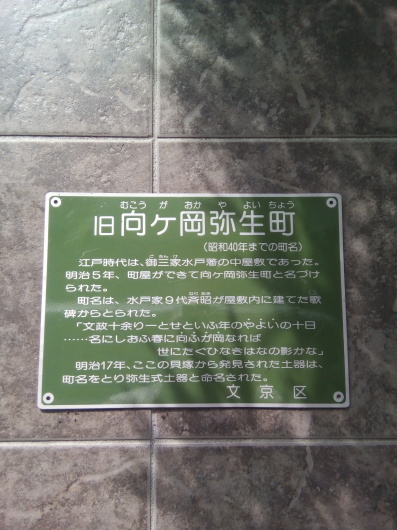 むこう が おか や よい ちょう
旧向ケ岡弥生町
(昭和40年までの町名)
江戸時代は、御三家水戸藩の中屋敷であった。
明治5年、町屋ができて向ケ岡弥生町と名づけ
られた。
町名は、水戸家9代斉昭が屋敷内に建てた歌
碑からとられた。
「文政十余りーとせといふ年のやよいの十日
……名にしおふ春に向ふが岡なれば
世にたぐひなきはなの影かな」
明治17年、ここの貝塚から発見された土器は、
町名をとり弥生式土器と命名された。
文京区